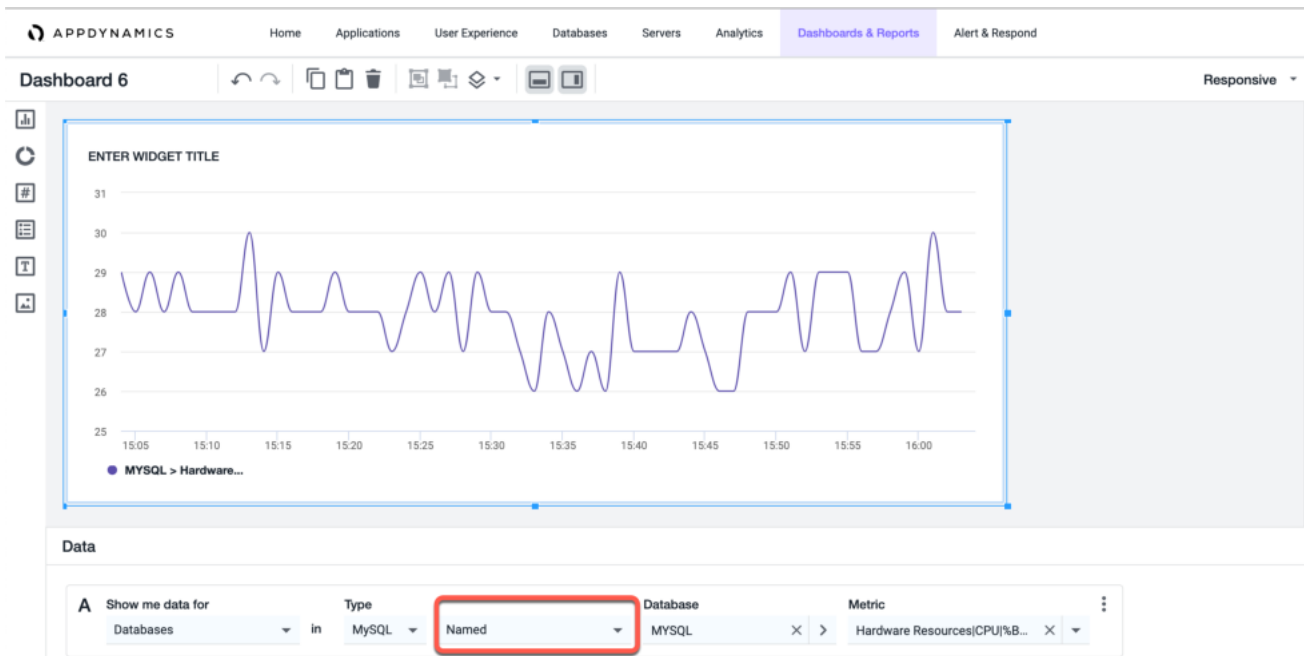 APPDYNAMICS Home Applications User Experience Databases Servers Analytics Dashboards & Reports Alert & Respond
Dashboard 6 Responsive
ENTER WIDGET TITLE
31
30
29
28
27
26
25
15:05 15:10 15:15 15:20 15:25 15:30 15:35 15:40 15:45 15:50 15:55 16:00
MYSQL > Hardware...
Data
A Show me data for Type Database Metric
Databases in MySQL Named MYSQL Hardware Resources|CPU|%B...